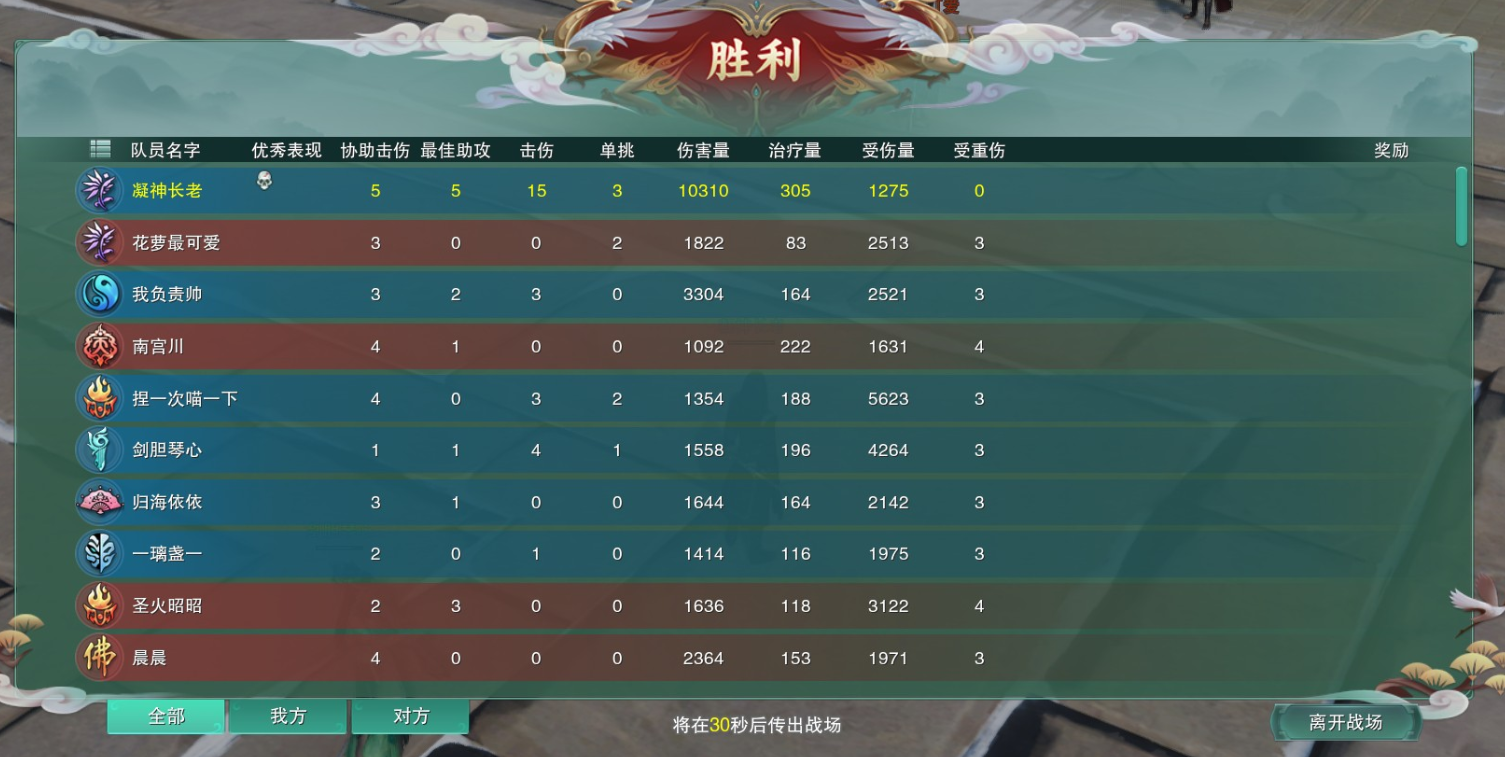 胜利
队员名字 优秀表现 协助击伤 最佳助攻 击伤 单挑 伤害量 治疗量 受伤量 受重伤 奖励
凝神长老 5 5 15 3 10310 305 1275 0
花萝最可爱 3 0 0 2 1822 83 2513 3
我负责帅 3 2 3 0 3304 164 2521 3
南宫川 4 1 0 0 1092 222 1631 4
捏一次喵一下 4 0 3 2 1354 188 5623 3
剑胆琴心 1 1 4 1 1558 196 4264 3
归海依依 3 1 0 0 1644 164 2142 3
一璃盏一 2 0 1 0 1414 116 1975 3
圣火昭昭 2 3 0 0 1636 118 3122 4
佛 晨晨 4 0 0 0 2364 153 1971 3
全部 我方 对方 将在30秒后传出战场 离开战场